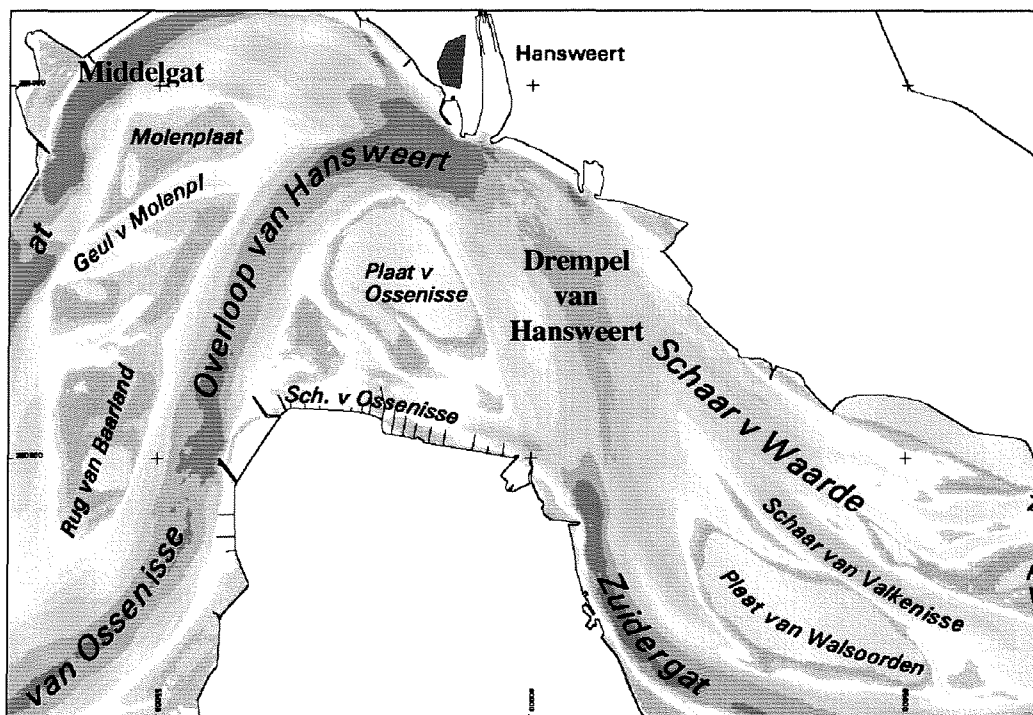 Hansweert
Middelgat
Molenplaat
Overloop van Hansweert
Geul v Molenpl
at
Plaat v
Ossenisse
Drempel
van
Hansweert
Schaar v Waarde
Sch. v Ossenisse
Rug van Baarland
Schaar van Valkenisse
van Ossenisse
Zuidergat
Plaat van Walsoorden